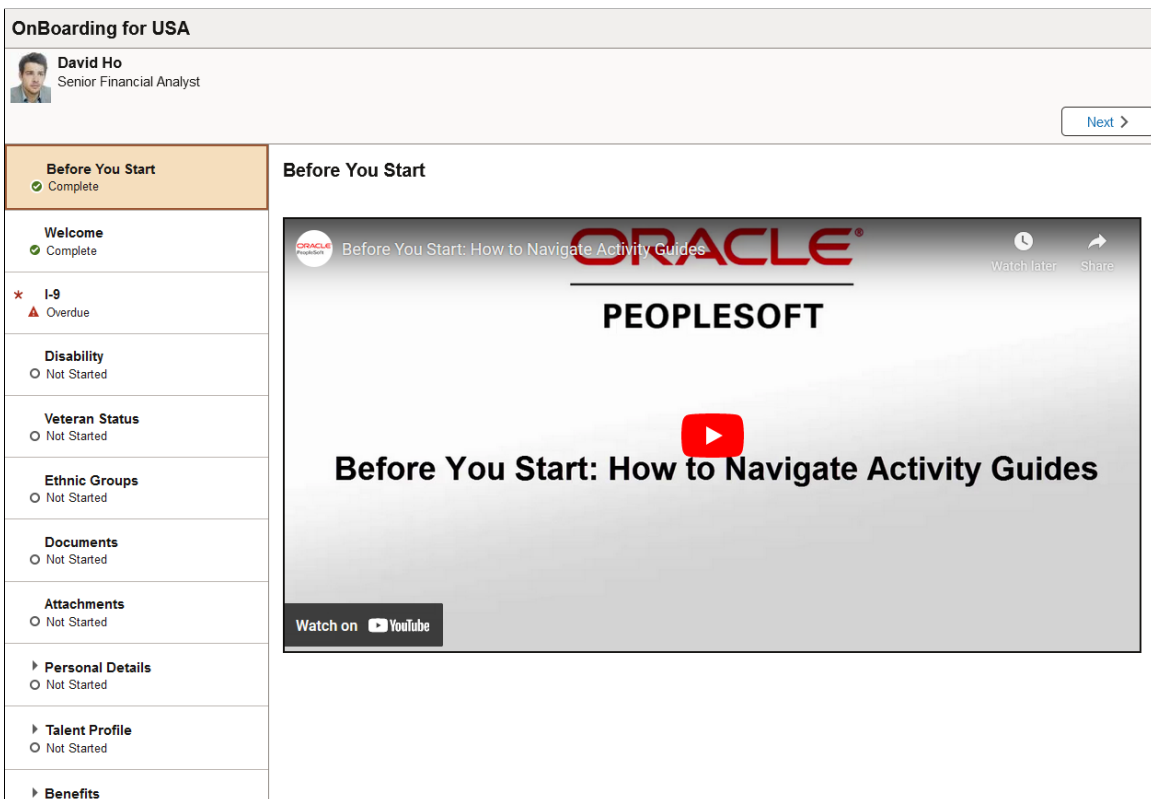 OnBoarding for USA
David Ho
Senior Financial Analyst
Next
Before You Start
Complete
Welcome
Complete
* I-9
Overdue
Disability
Not Started
Veteran Status
Not Started
Ethnic Groups
Not Started
Documents
Not Started
Attachments
Not Started
Personal Details
Not Started
Talent Profile
Not Started
Benefits
Before You Start
ORACLE PeopleSoft
Before You Start: How to Navigate Activity Guides
ORACLE®
Watch later
Share
PEOPLESOFT
Before You Start: How to Navigate Activity Guides
Watch on YouTube